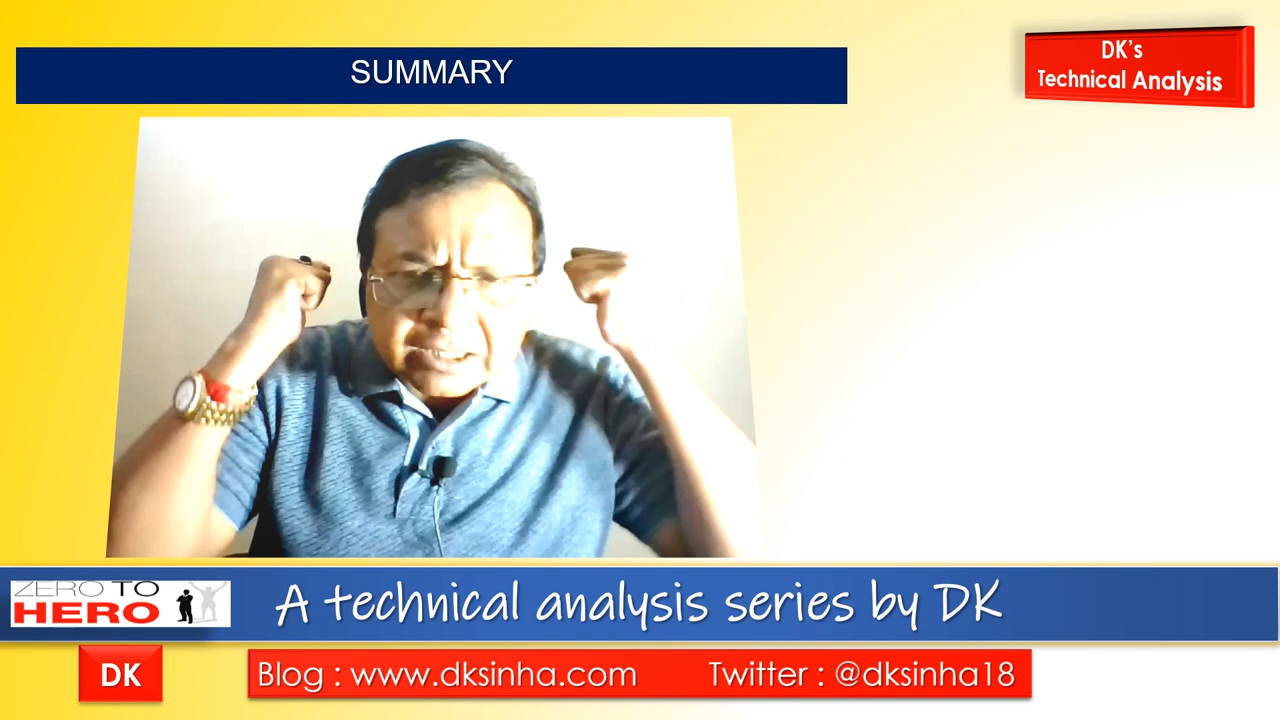 SUMMARY
DK's
Technical Analysis
ZERO TO
HERO
A technical analysis series by DK
DK
Blog : www.dksinha.com Twitter : @dksinha18